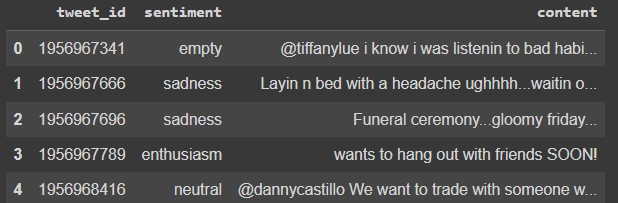 tweet_id sentiment content
0 1956967341 empty @tiffanylue i know i was listenin to bad habi...
1 1956967666 sadness Layin n bed with a headache ughhhh...waitin o...
2 1956967696 sadness Funeral ceremony...gloomy friday...
3 1956967789 enthusiasm wants to hang out with friends SOON!
4 1956968416 neutral @dannycastillo We want to trade with someone w...